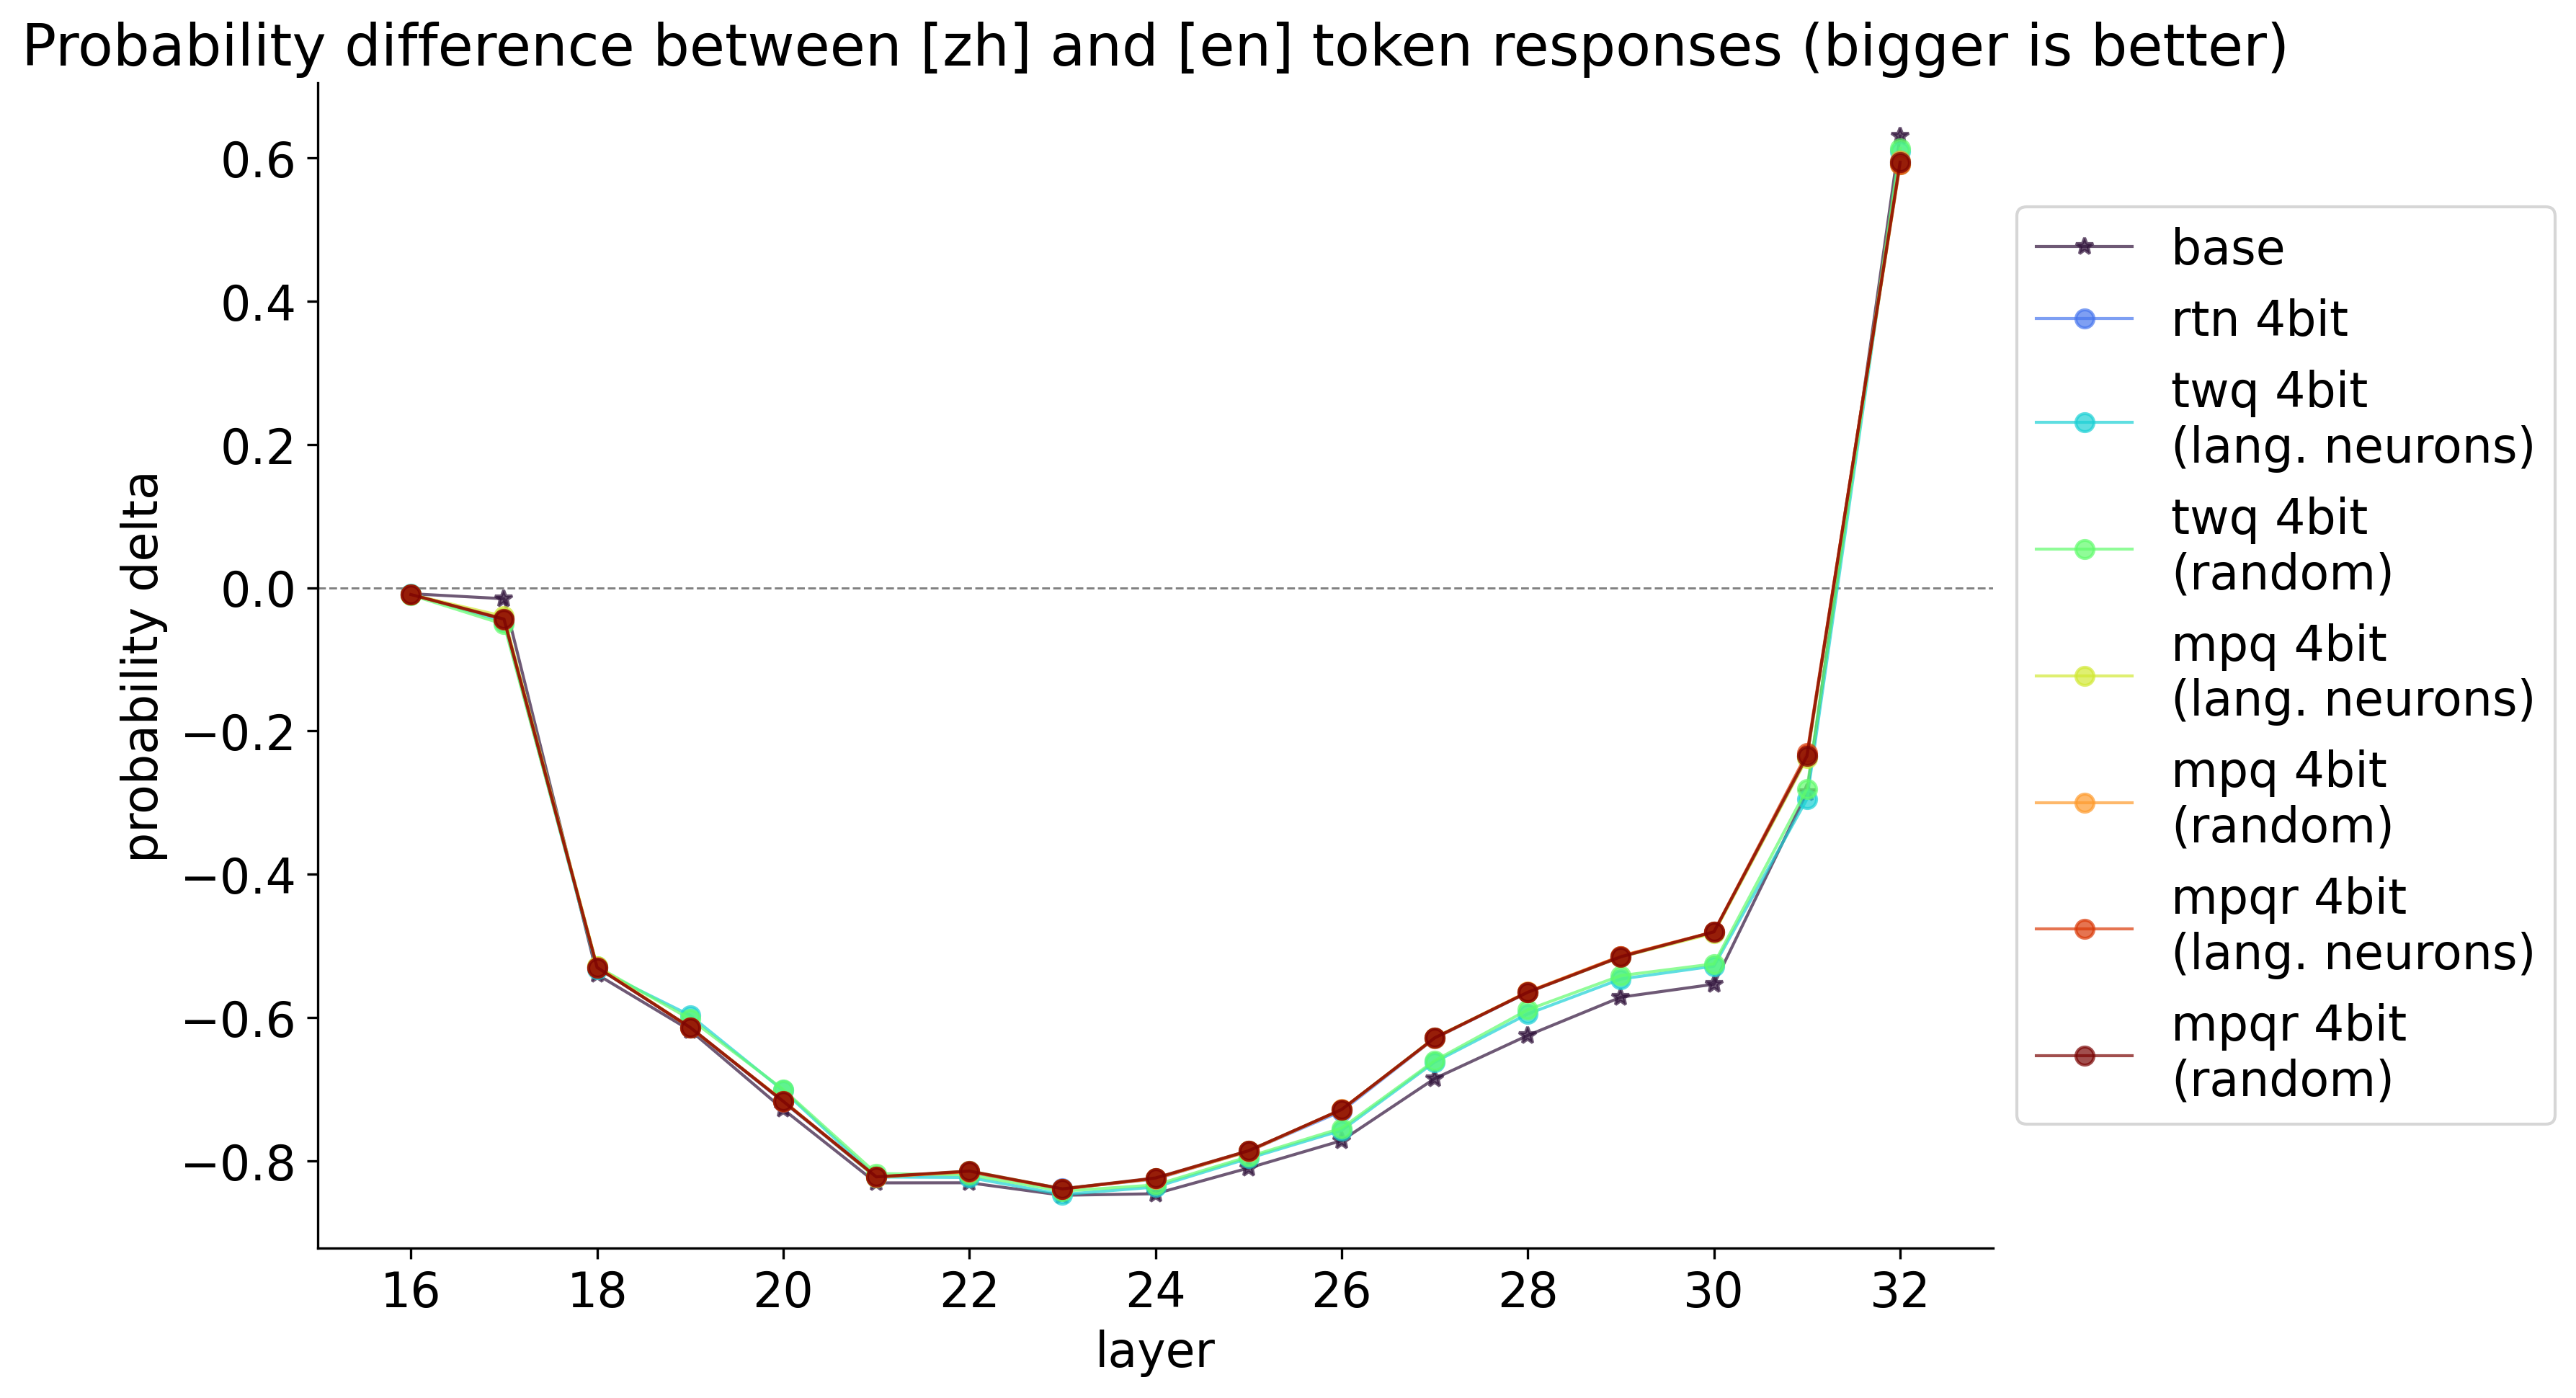 Probability difference between [zh] and [en] token responses (bigger is better)
probability delta
0.6
0.4
0.2
0.0
−0.2
−0.4
−0.6
−0.8
16
18
20
22
24
26
28
30
32
layer
base
rtn 4bit
twq 4bit
(lang. neurons)
twq 4bit
(random)
mpq 4bit
(lang. neurons)
mpq 4bit
(random)
mpqr 4bit
(lang. neurons)
mpqr 4bit
(random)